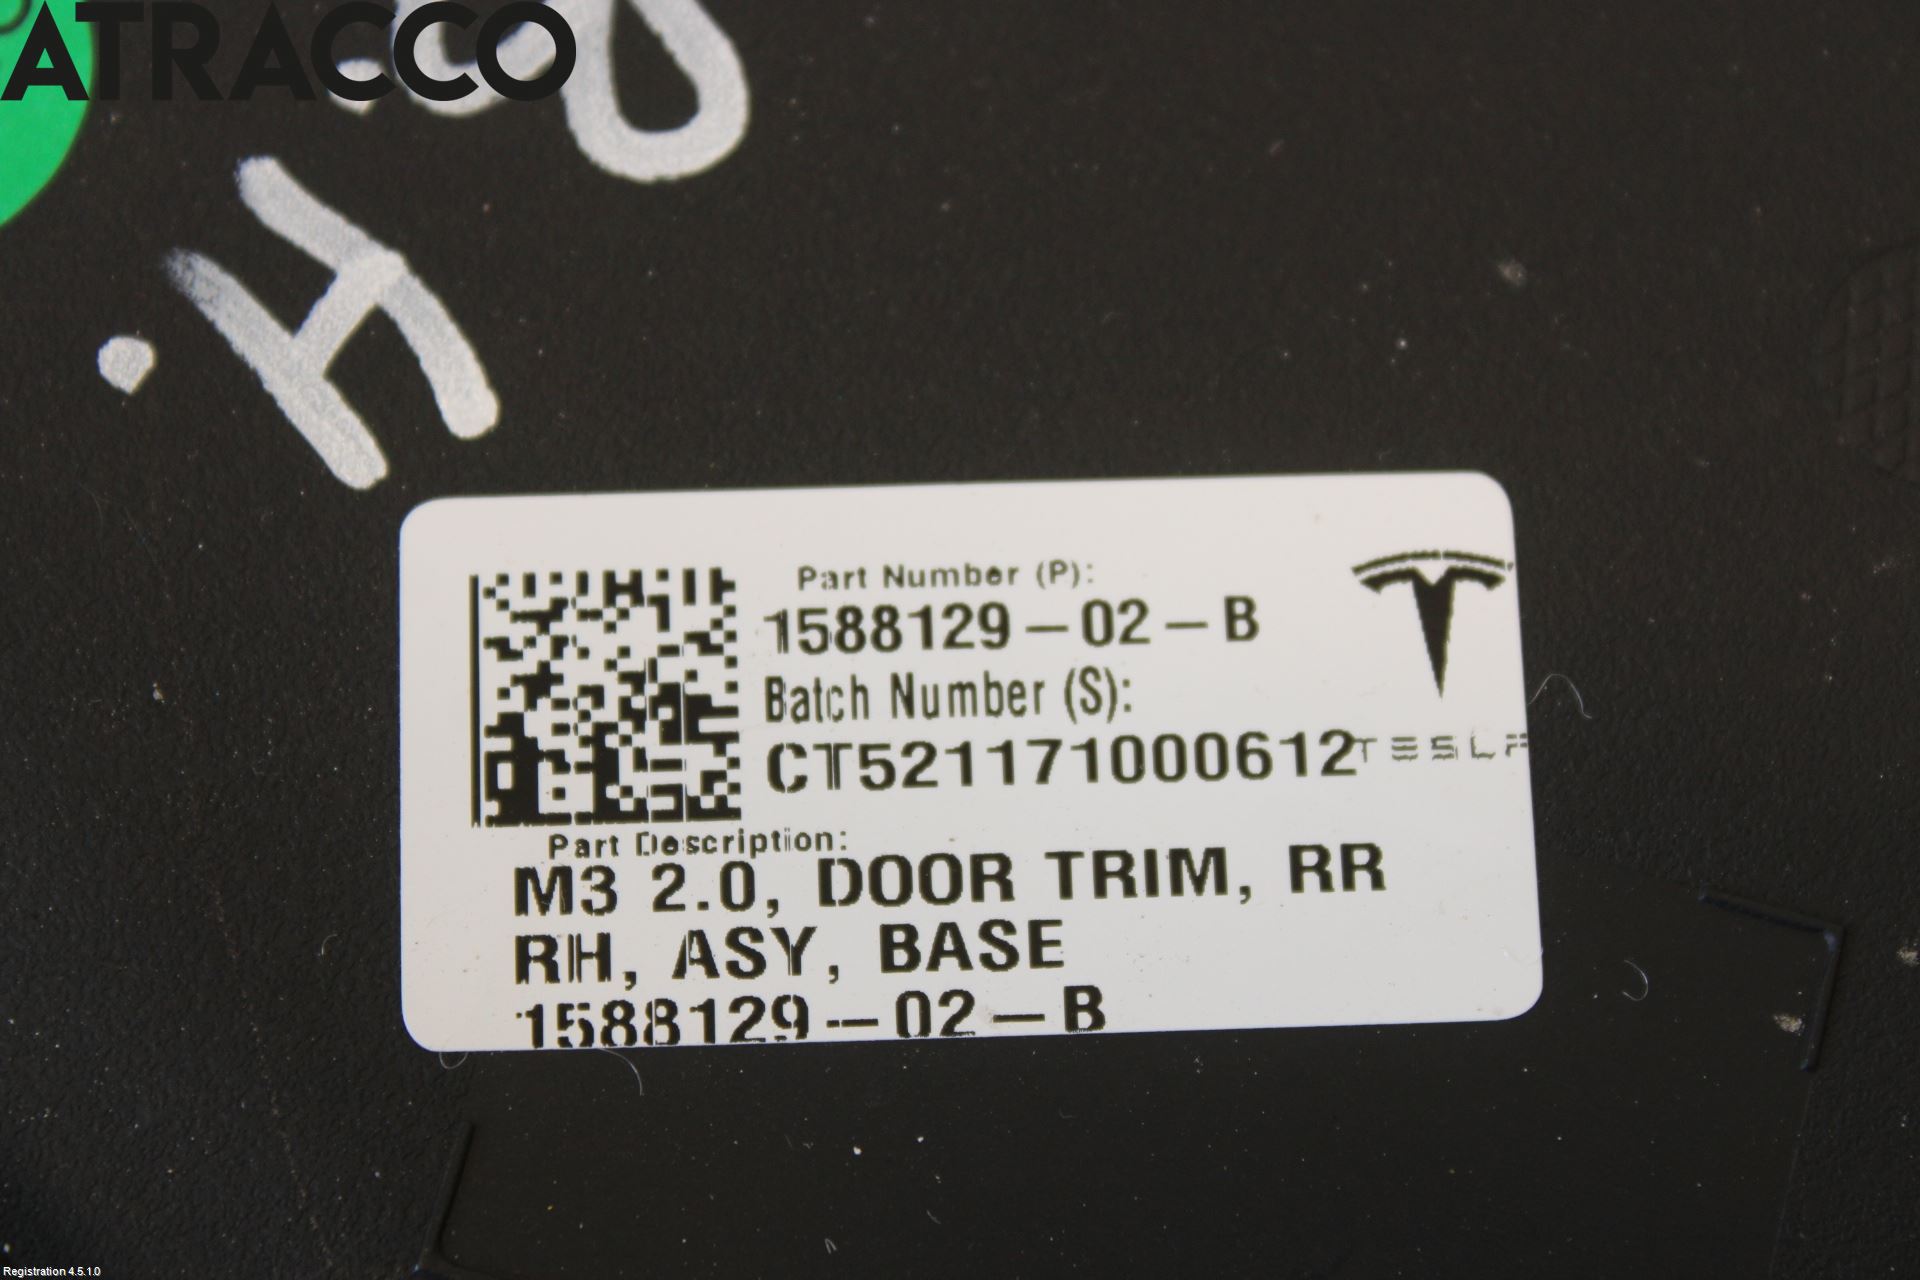 ATRACCO
H.
Part Number (P):
1588129-02-B
Batch Number (S):
CT521171000612
TESLA
Part Description:
M3 2.0, DOOR TRIM, RR
RH, ASY, BASE
1588129-02-B
Registration 4.5.1.0